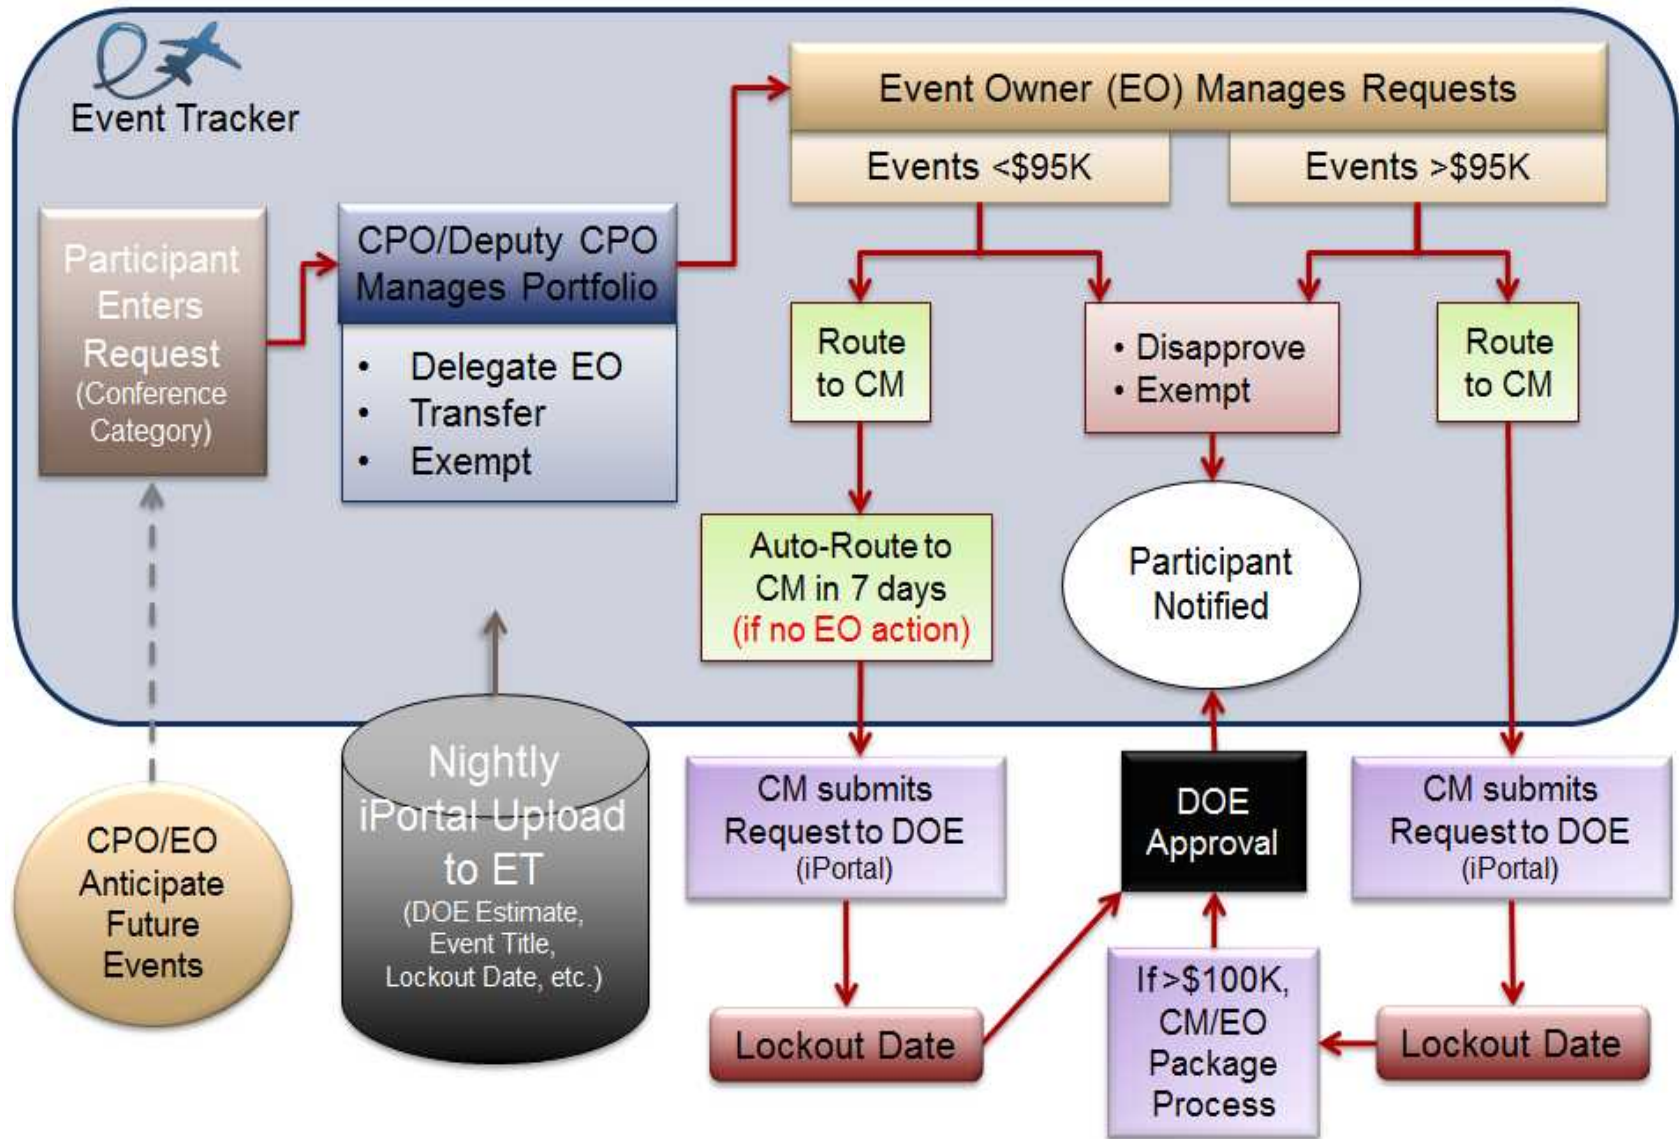 Event Tracker
Event Owner (EO) Manages Requests
Events <$95K
Events >$95K
Participant
Enters
Request
(Conference
Category)
CPO/Deputy CPO
Manages Portfolio
• Delegate EO
• Transfer
• Exempt
Route
to CM
• Disapprove
• Exempt
Route
to CM
Auto-Route to
CM in 7 days
(if no EO action)
Participant
Notified
CPO/EO
Anticipate
Future
Events
Nightly
iPortal Upload
to ET
(DOE Estimate,
Event Title,
Lockout Date, etc.)
CM submits
Request to DOE
(iPortal)
DOE
Approval
CM submits
Request to DOE
(iPortal)
Lockout Date
If >$100K,
CM/EO
Package
Process
Lockout Date